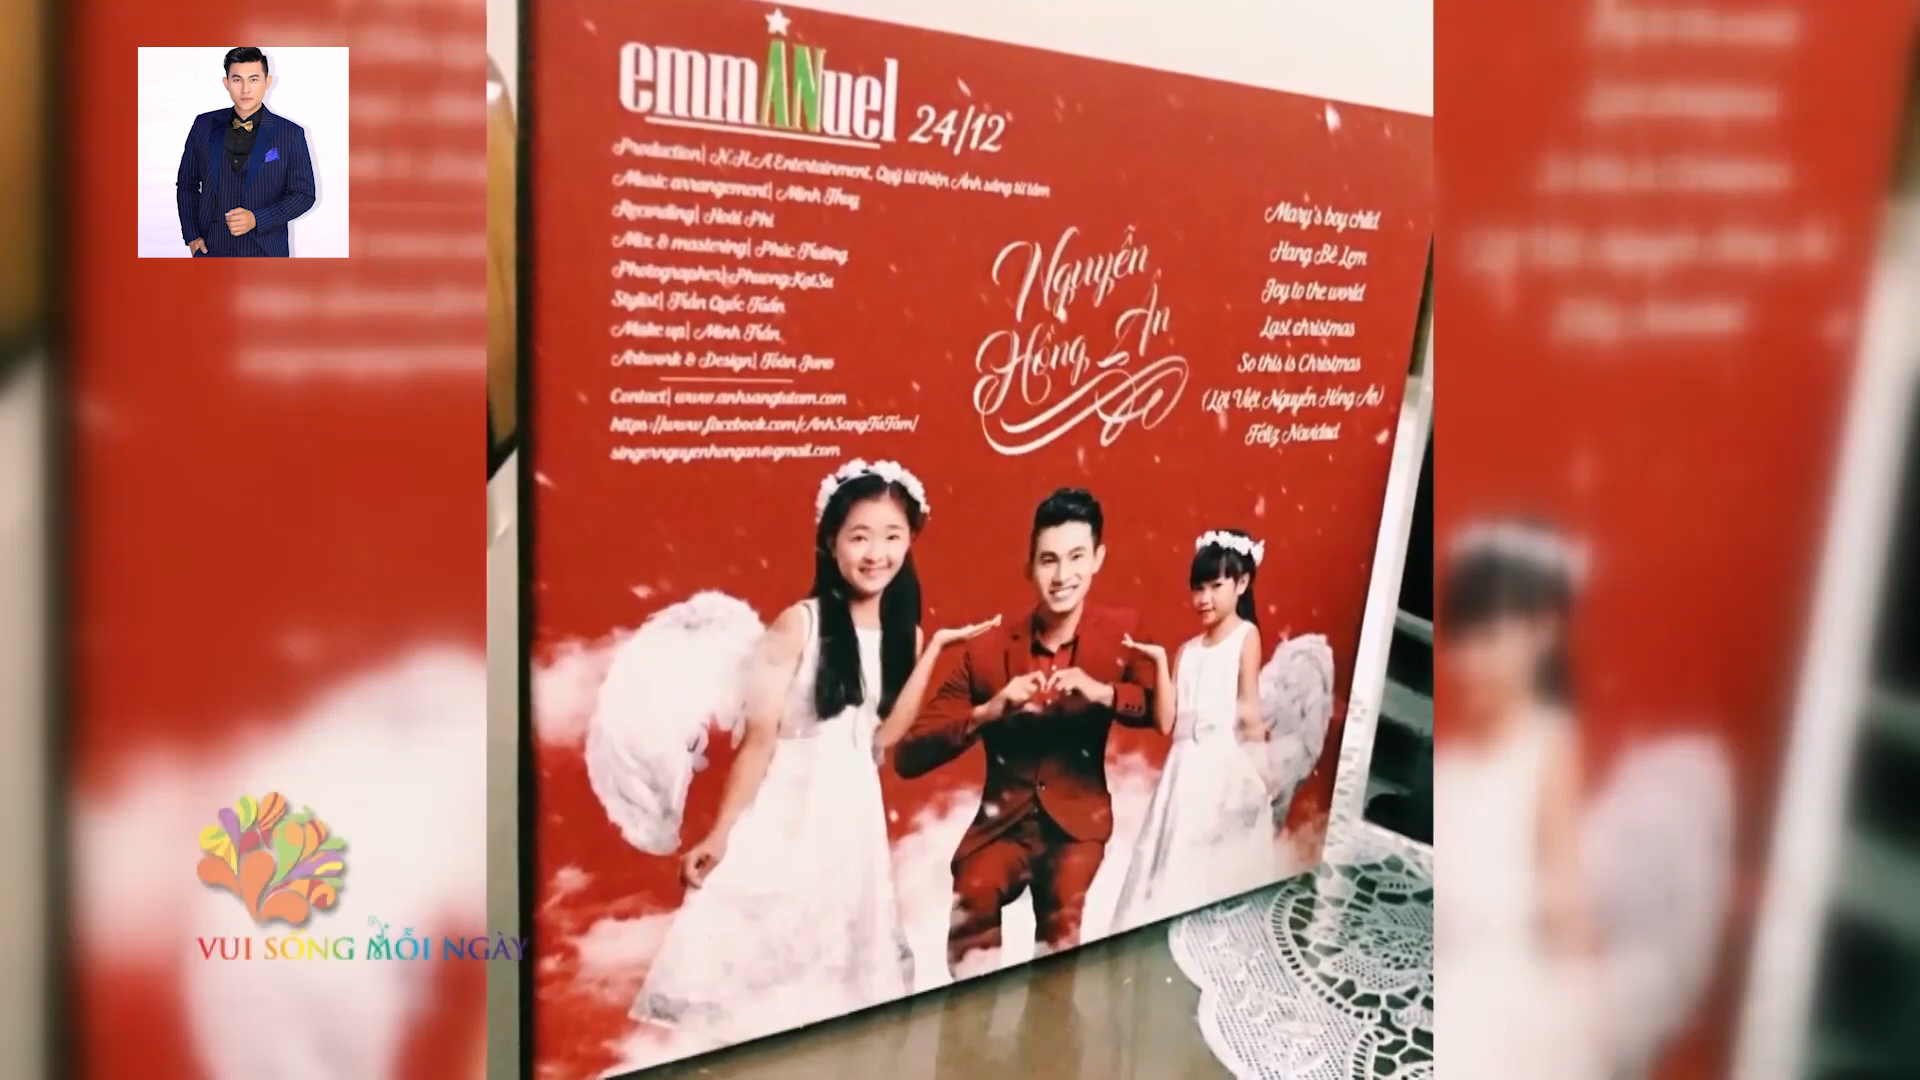 emmANuel 24/12
Production| N.H.A Entertainment, Quỹ từ thiện Ánh sáng từ tâm
Music arrangement| Minh Thuy
Recording| Hoài Phi
Mix & mastering| Phúc Trường
Photographer| Phuong KatSu
Stylist| Trần Quốc Tuấn
Make up| Minh Trần
Artwork & Design| Toàn Juno
Contact| www.anhsangtutam.com
https://www.facebook.com/AnhSangTuTam/
singernguyenhongan@gmail.com
Nguyễn
Hồng Ân
Mary's boy child
Hang Bê Lem
Joy to the world
Last christmas
So this is Christmas
(Lời Việt Nguyễn Hồng Ân)
Feliz Navidad
VUI SỐNG MỖI NGÀY